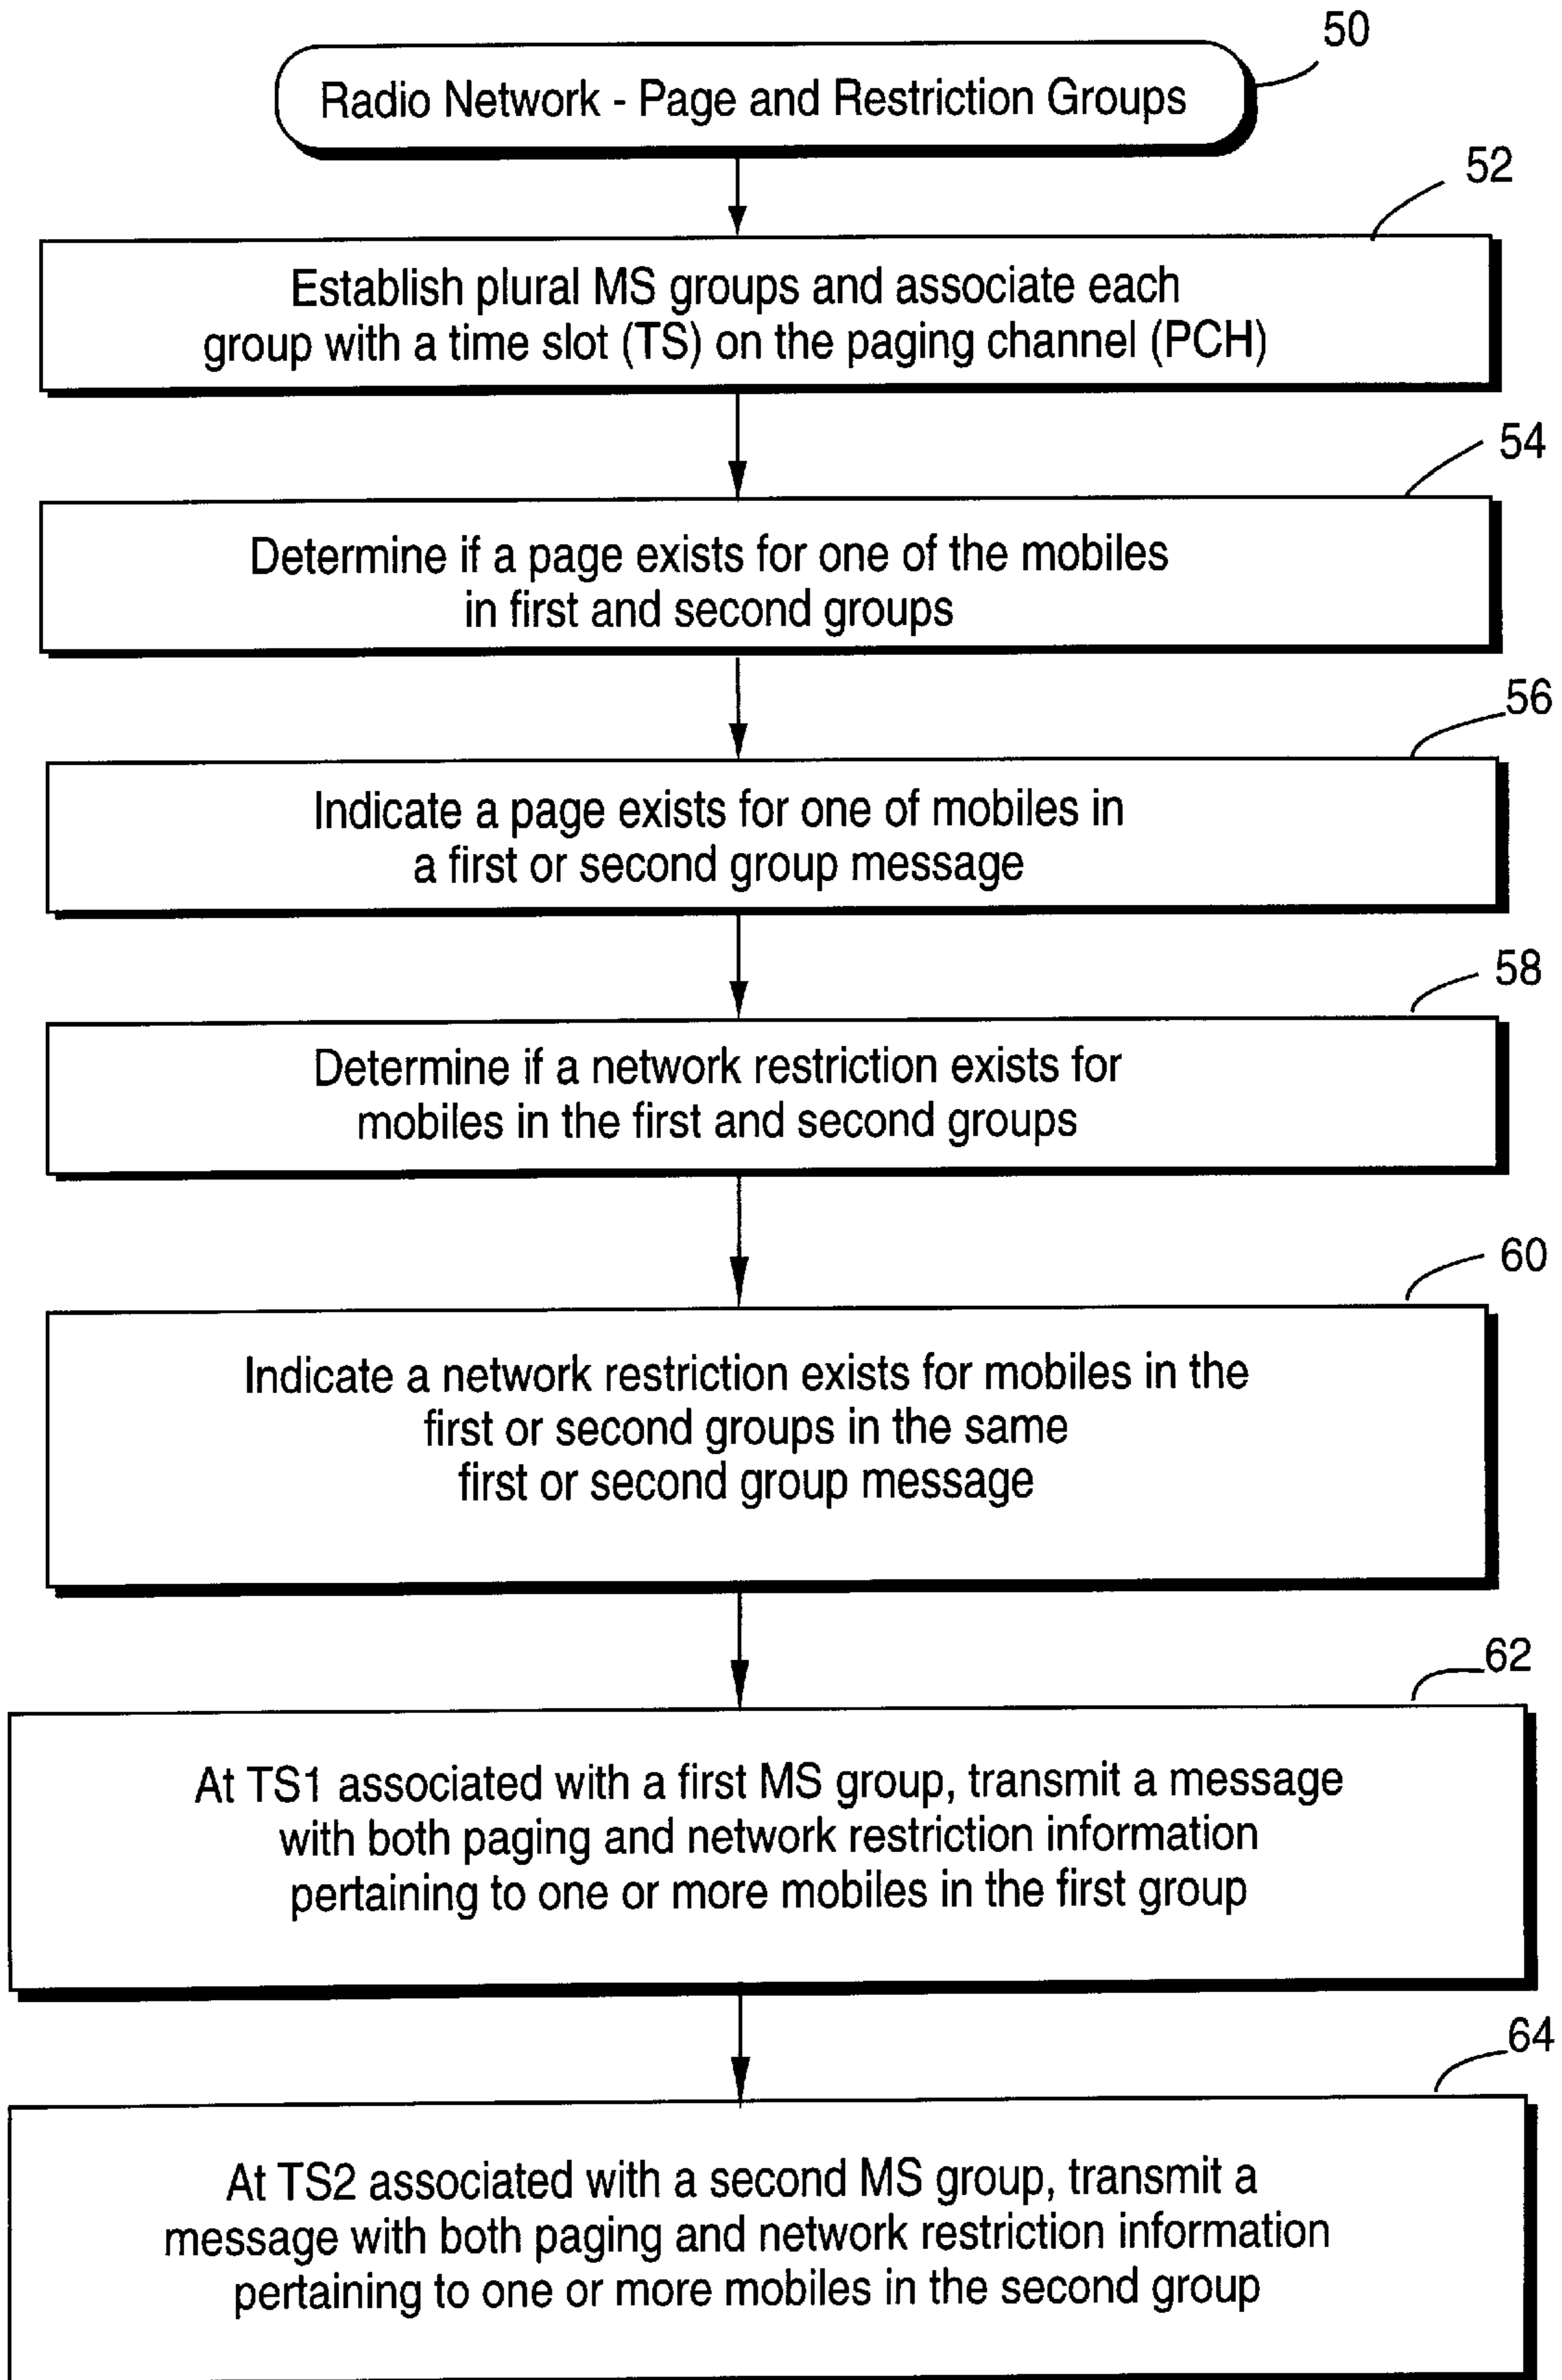 50
Radio Network - Page and Restriction Groups
52
Establish plural MS groups and associate each
group with a time slot (TS) on the paging channel (PCH)
54
Determine if a page exists for one of the mobiles
in first and second groups
56
Indicate a page exists for one of mobiles in
a first or second group message
58
Determine if a network restriction exists for
mobiles in the first and second groups
60
Indicate a network restriction exists for mobiles in the
first or second groups in the same
first or second group message
62
At TS1 associated with a first MS group, transmit a message
with both paging and network restriction information
pertaining to one or more mobiles in the first group
64
At TS2 associated with a second MS group, transmit a
message with both paging and network restriction information
pertaining to one or more mobiles in the second group